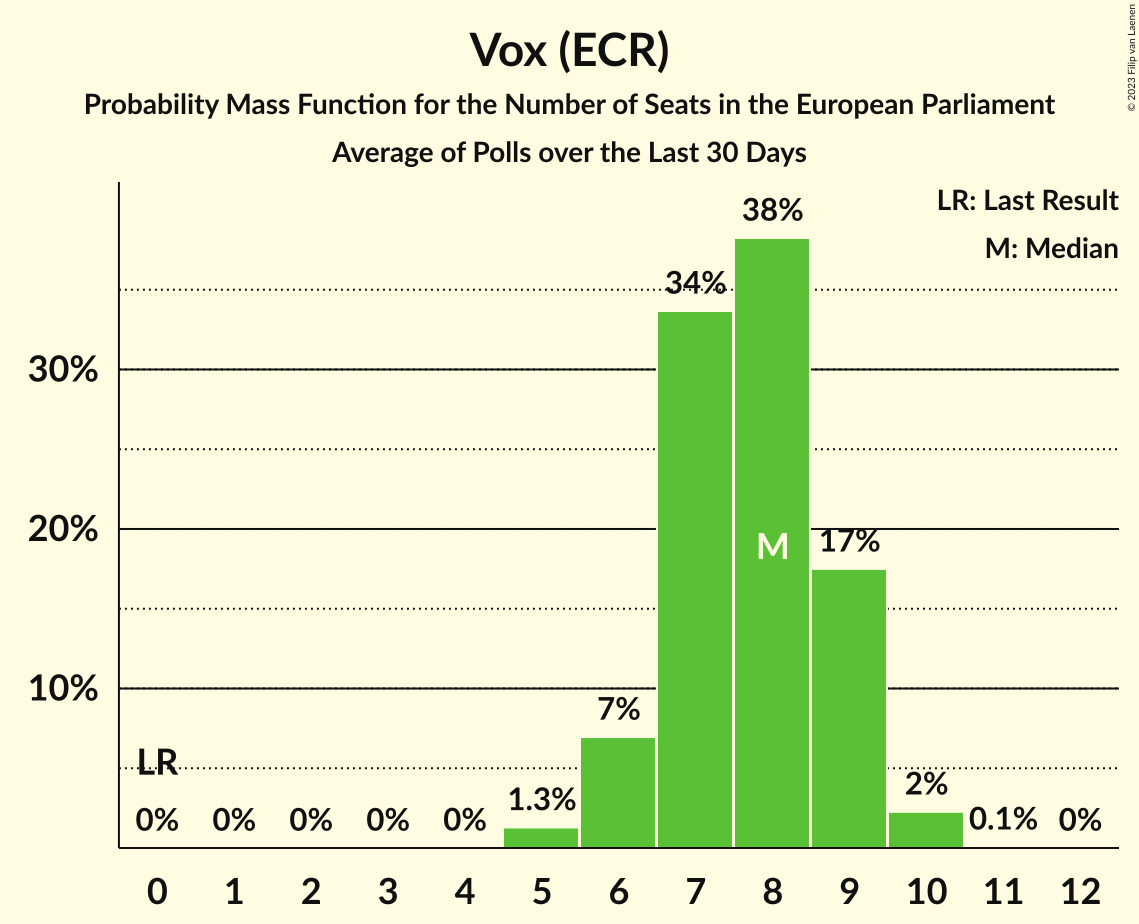 Vox (ECR)
Probability Mass Function for the Number of Seats in the European Parliament
Average of Polls over the Last 30 Days
© 2023 Filip van Laenen
LR: Last Result
M: Median
38%
34%
30%
20%
17%
M
10%
7%
LR
2%
1.3%
0% 0% 0% 0% 0% 0.1% 0%
0 1 2 3 4 5 6 7 8 9 10 11 12